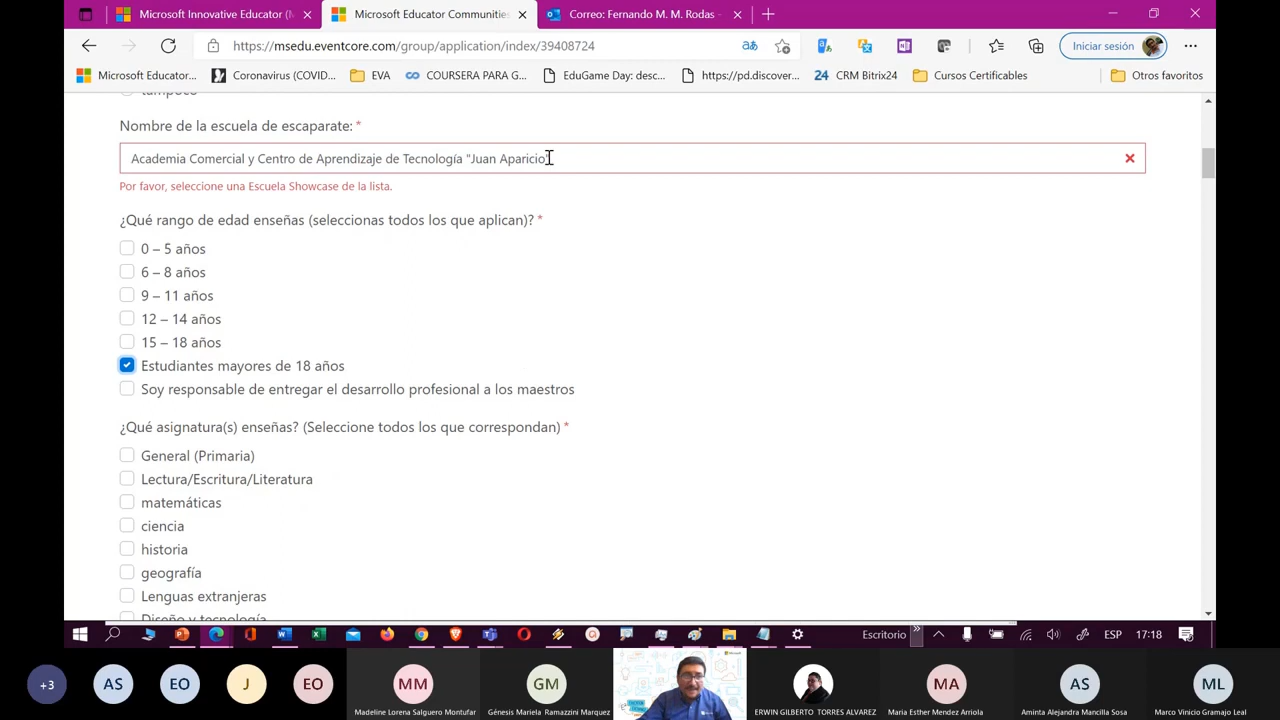 Microsoft Innovative Educator (M
Microsoft Educator Communities
Correo: Fernando M. M. Rodas -
https://msedu.eventcore.com/group/application/index/39408724
Iniciar sesión
Microsoft Educator...
Coronavirus (COVID...
EVA
COURSERA PARA G...
EduGame Day: desc...
https://pd.discover...
24 CRM Bitrix24
Cursos Certificables
Otros favoritos
tampoco
Nombre de la escuela de escaparate: *
Academia Comercial y Centro de Aprendizaje de Tecnología "Juan Aparicio"
Por favor, seleccione una Escuela Showcase de la lista.
¿Qué rango de edad enseñas (seleccionas todos los que aplican)? *
0 – 5 años
6 – 8 años
9 – 11 años
12 – 14 años
15 – 18 años
Estudiantes mayores de 18 años
Soy responsable de entregar el desarrollo profesional a los maestros
¿Qué asignatura(s) enseñas? (Seleccione todos los que correspondan) *
General (Primaria)
Lectura/Escritura/Literatura
matemáticas
ciencia
historia
geografía
Lenguas extranjeras
Diseño y tecnología
Escritorio
ESP
17:18
+3
AS
EO
J
EO
MM
GM
MA
AS
ML
Madeline Lorena Salguero Montufar
Génesis Mariela Ramazzini Marquez
ERWIN GILBERTO TORRES ALVAREZ
Maria Esther Mendez Arriola
Aminta Alejandra Mancilla Sosa
Marco Vinicio Gramajo Leal